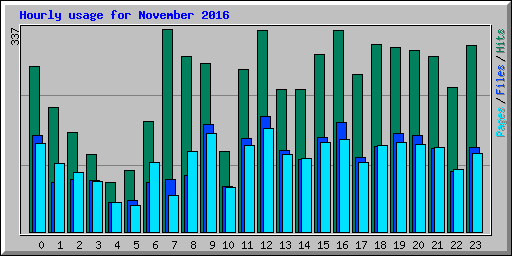 Hourly usage for November 2016
337
Pages / Files / Hits
0 1 2 3 4 5 6 7 8 9 10 11 12 13 14 15 16 17 18 19 20 21 22 23